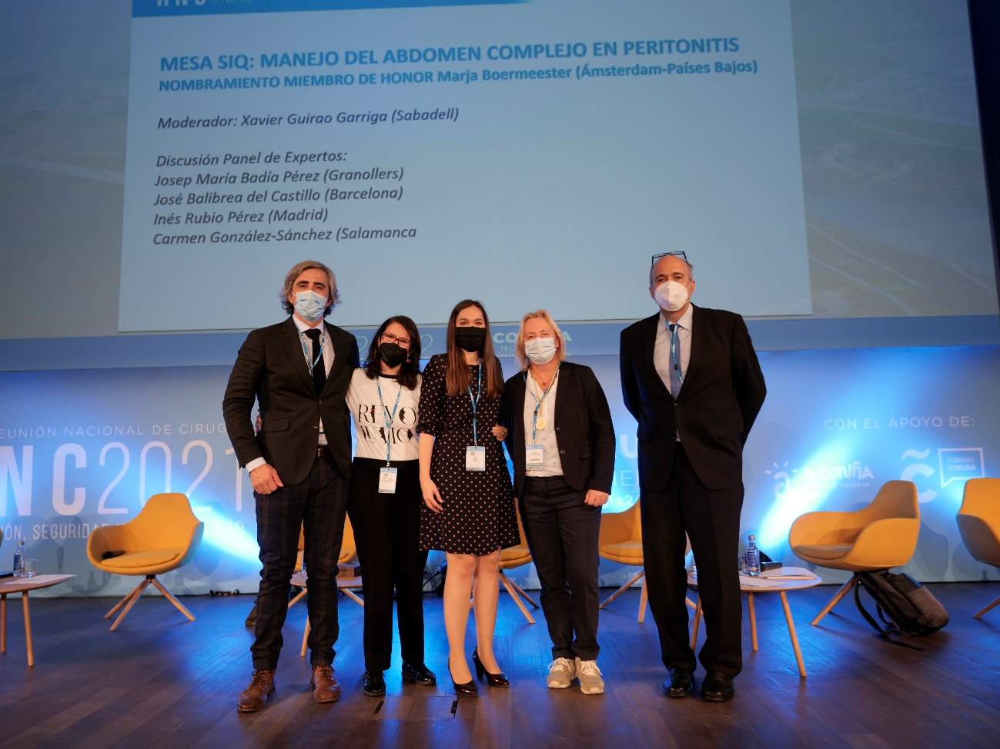 MESA SIQ: MANEJO DEL ABDOMEN COMPLEJO EN PERITONITIS
NOMBRAMIENTO MIEMBRO DE HONOR Marja Boermeester (Ámsterdam-Países Bajos)
Moderador: Xavier Guirao Garriga (Sabadell)
Discusión Panel de Expertos:
Josep María Badía Pérez (Granollers)
José Balibrea del Castillo (Barcelona)
Inés Rubio Pérez (Madrid)
Carmen González-Sánchez (Salamanca
EUNIÓN NACIONAL DE CIRUG
NC2021
IÓN, SEGURIDAD
CON EL APOYO DE:
A CORUÑA
TURISMO
CORUÑA